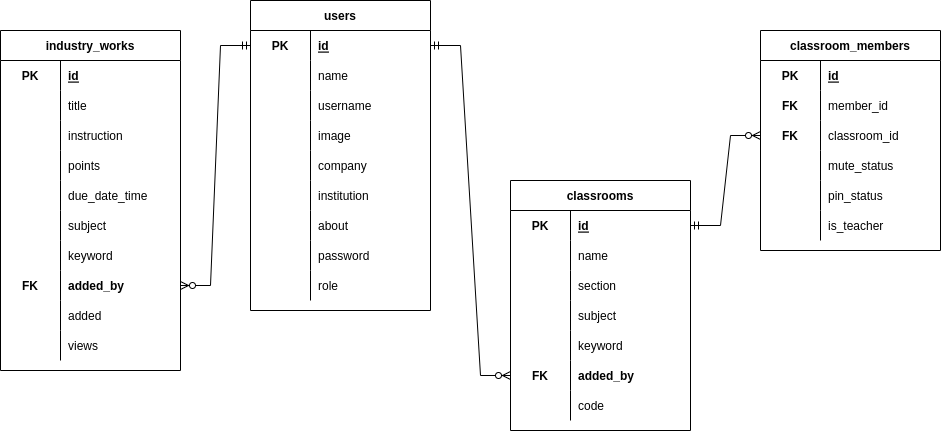 industry_works
PK id
title
instruction
points
due_date_time
subject
keyword
FK added_by
added
views
users
PK id
name
username
image
company
institution
about
password
role
classrooms
PK id
name
section
subject
keyword
FK added_by
code
classroom_members
PK id
FK member_id
FK classroom_id
mute_status
pin_status
is_teacher